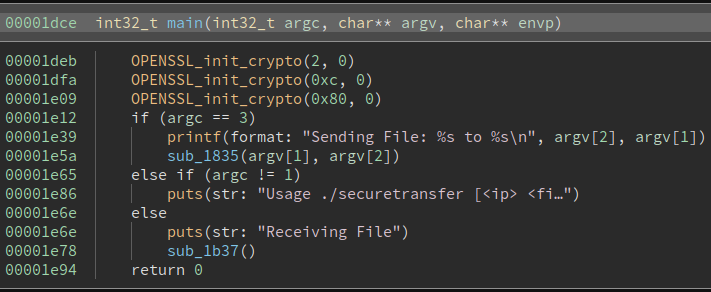 00001dce int32_t main(int32_t argc, char** argv, char** envp)
00001deb OPENSSL_init_crypto(2, 0)
00001dfa OPENSSL_init_crypto(0xc, 0)
00001e09 OPENSSL_init_crypto(0x80, 0)
00001e12 if (argc == 3)
00001e39 printf(format: "Sending File: %s to %s\n", argv[2], argv[1])
00001e5a sub_1835(argv[1], argv[2])
00001e65 else if (argc != 1)
00001e86 puts(str: "Usage ./securetransfer [<ip> <fi…")
00001e6e else
00001e6e puts(str: "Receiving File")
00001e78 sub_1b37()
00001e94 return 0